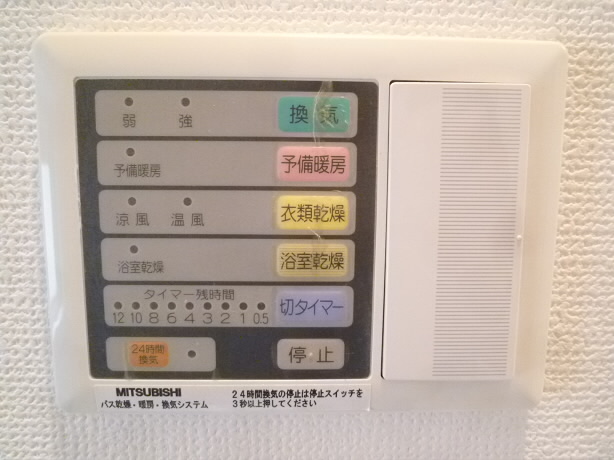 弱 強 換気
予備暖房 予備暖房
涼風 温風 衣類乾燥
浴室乾燥 浴室乾燥
タイマー残時間
12 10 8 6 4 3 2 1 0.5 切タイマー
24時間
換気
停止
MITSUBISHI
バス乾燥・暖房・換気システム
24時間換気の停止は停止スイッチを
3秒以上押してください